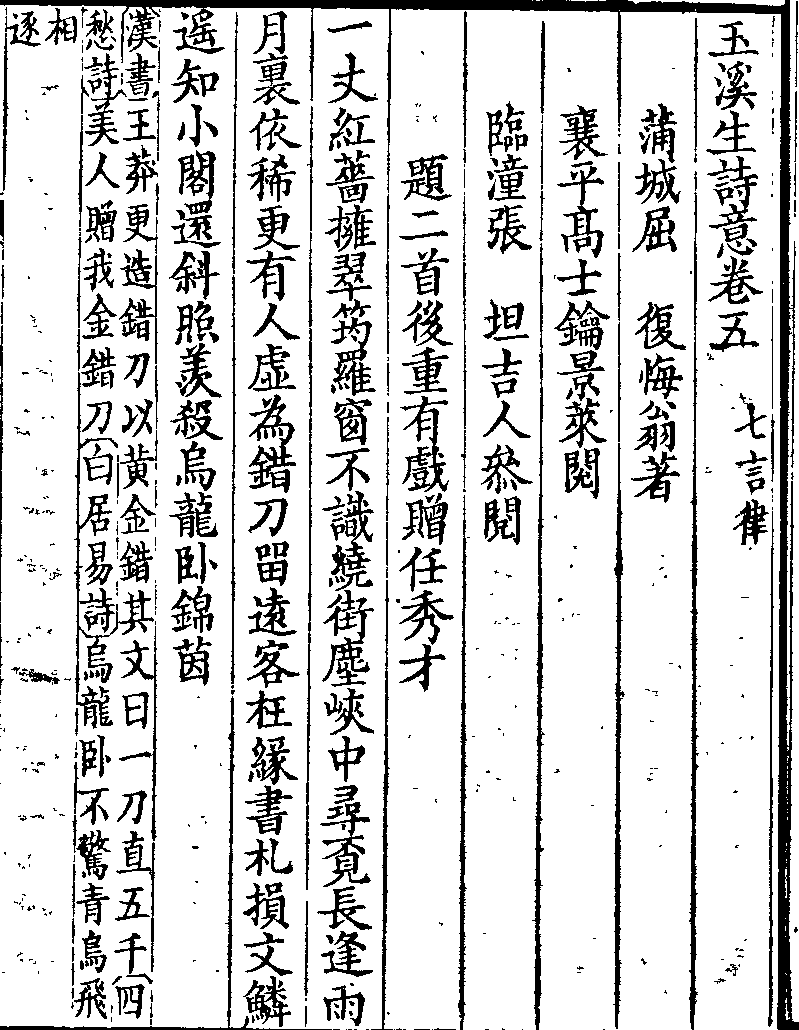 玉溪生詩意卷五　七言律
蒲城屈　復悔翁著
襄平高士鑰景萊閱
臨潼張　坦吉人叅閱
題二首後重有戲贈任秀才
一丈紅薔擁翠筠羅窗不識繞街塵峽中尋覔長逢雨
月裏依稀更有人虛為錯刀留逺客枉緣書札損文鱗
遥知小閣還斜照羨殺烏龍卧錦茵
漢書王莽更造錯刀以黄金錯其文曰一刀直五千四
愁詩美人贈我金錯刀白居易詩烏龍卧不驚青鳥飛
相
逐